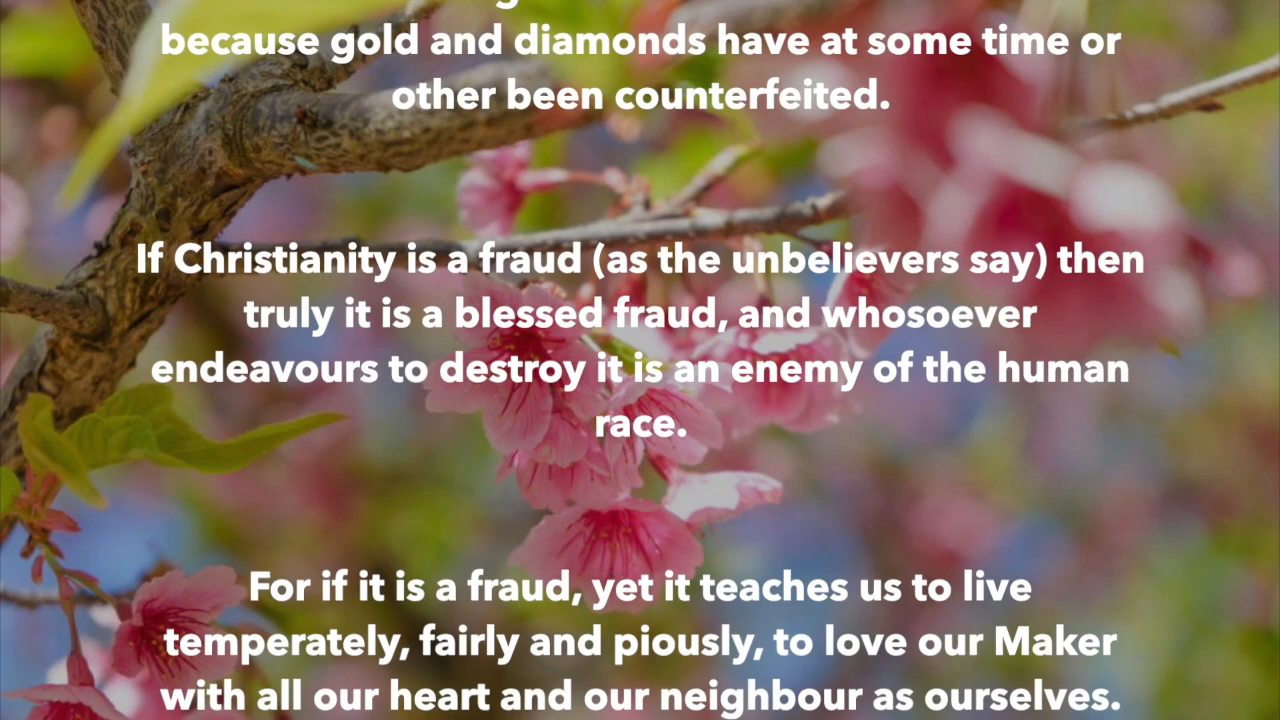 because gold and diamonds have at some time or
other been counterfeited.
If Christianity is a fraud (as the unbelievers say) then
truly it is a blessed fraud, and whosoever
endeavours to destroy it is an enemy of the human
race.
For if it is a fraud, yet it teaches us to live
temperately, fairly and piously, to love our Maker
with all our heart and our neighbour as ourselves.